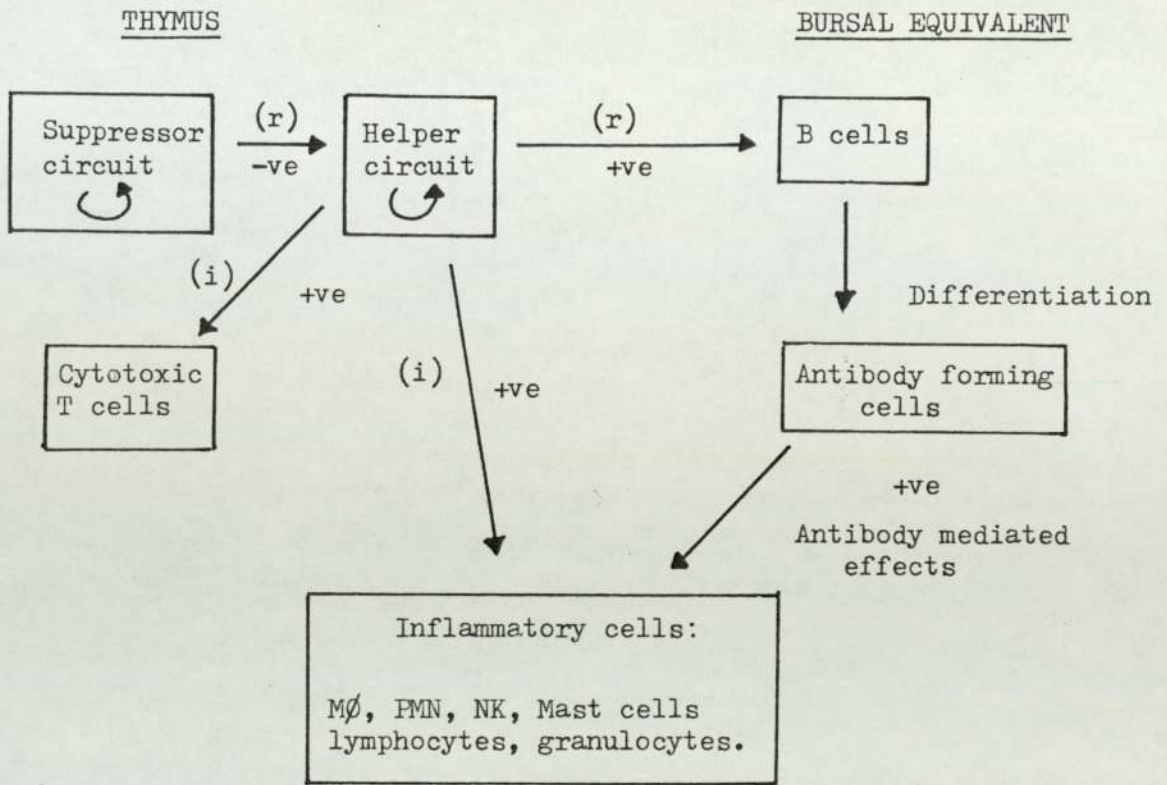 THYMUS
BURSAL EQUIVALENT
Suppressor
circuit
(r)
-ve
Helper
circuit
(r)
+ve
B cells
(i)
+ve
Differentiation
Cytotoxic
T cells
(i)
+ve
Antibody forming
cells
+ve
Antibody mediated
effects
Inflammatory cells:
MØ, PMN, NK, Mast cells
lymphocytes, granulocytes.